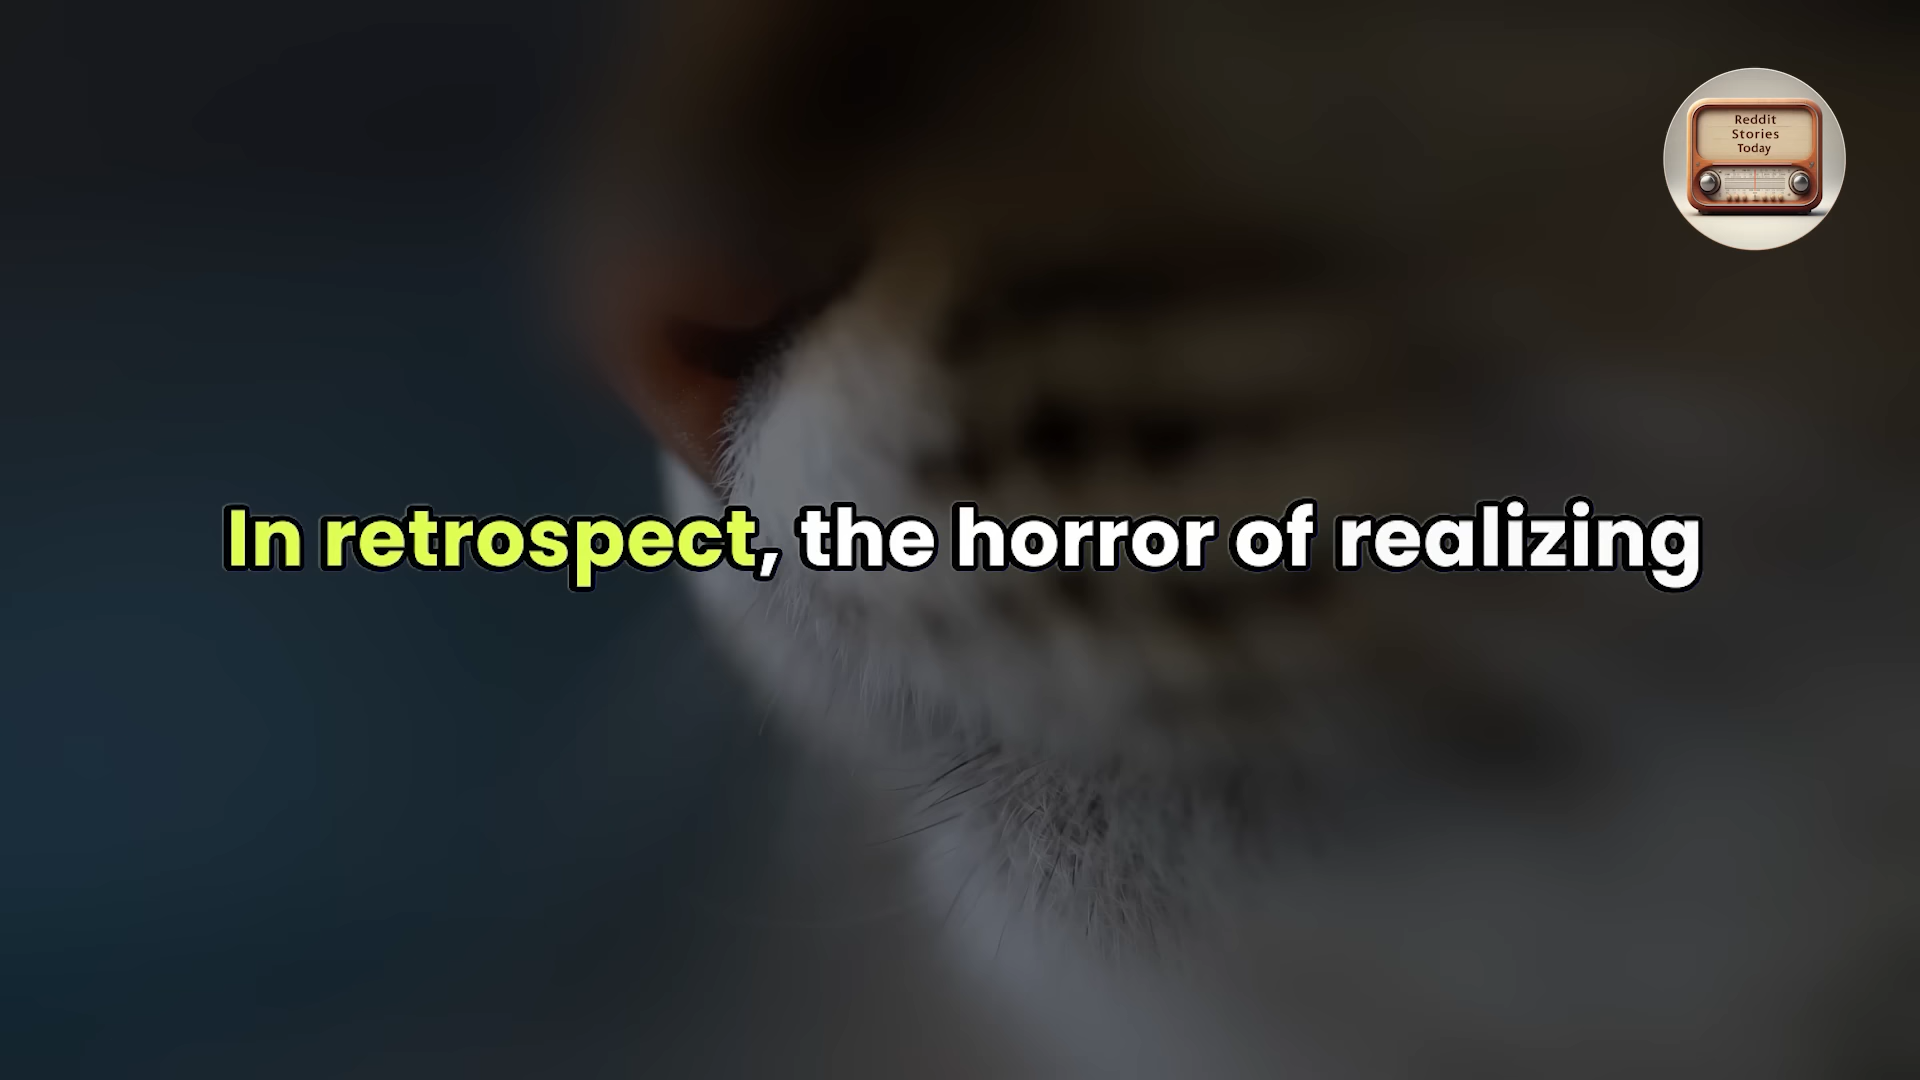 Reddit
Stories
Today
In retrospect, the horror of realizing